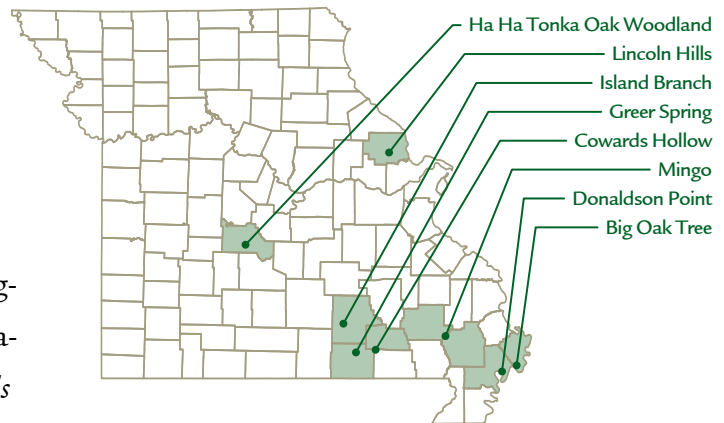 Ha Ha Tonka Oak Woodland
Lincoln Hills
Island Branch
Greer Spring
Cowards Hollow
Mingo
Donaldson Point
Big Oak Tree
g-
a-
s